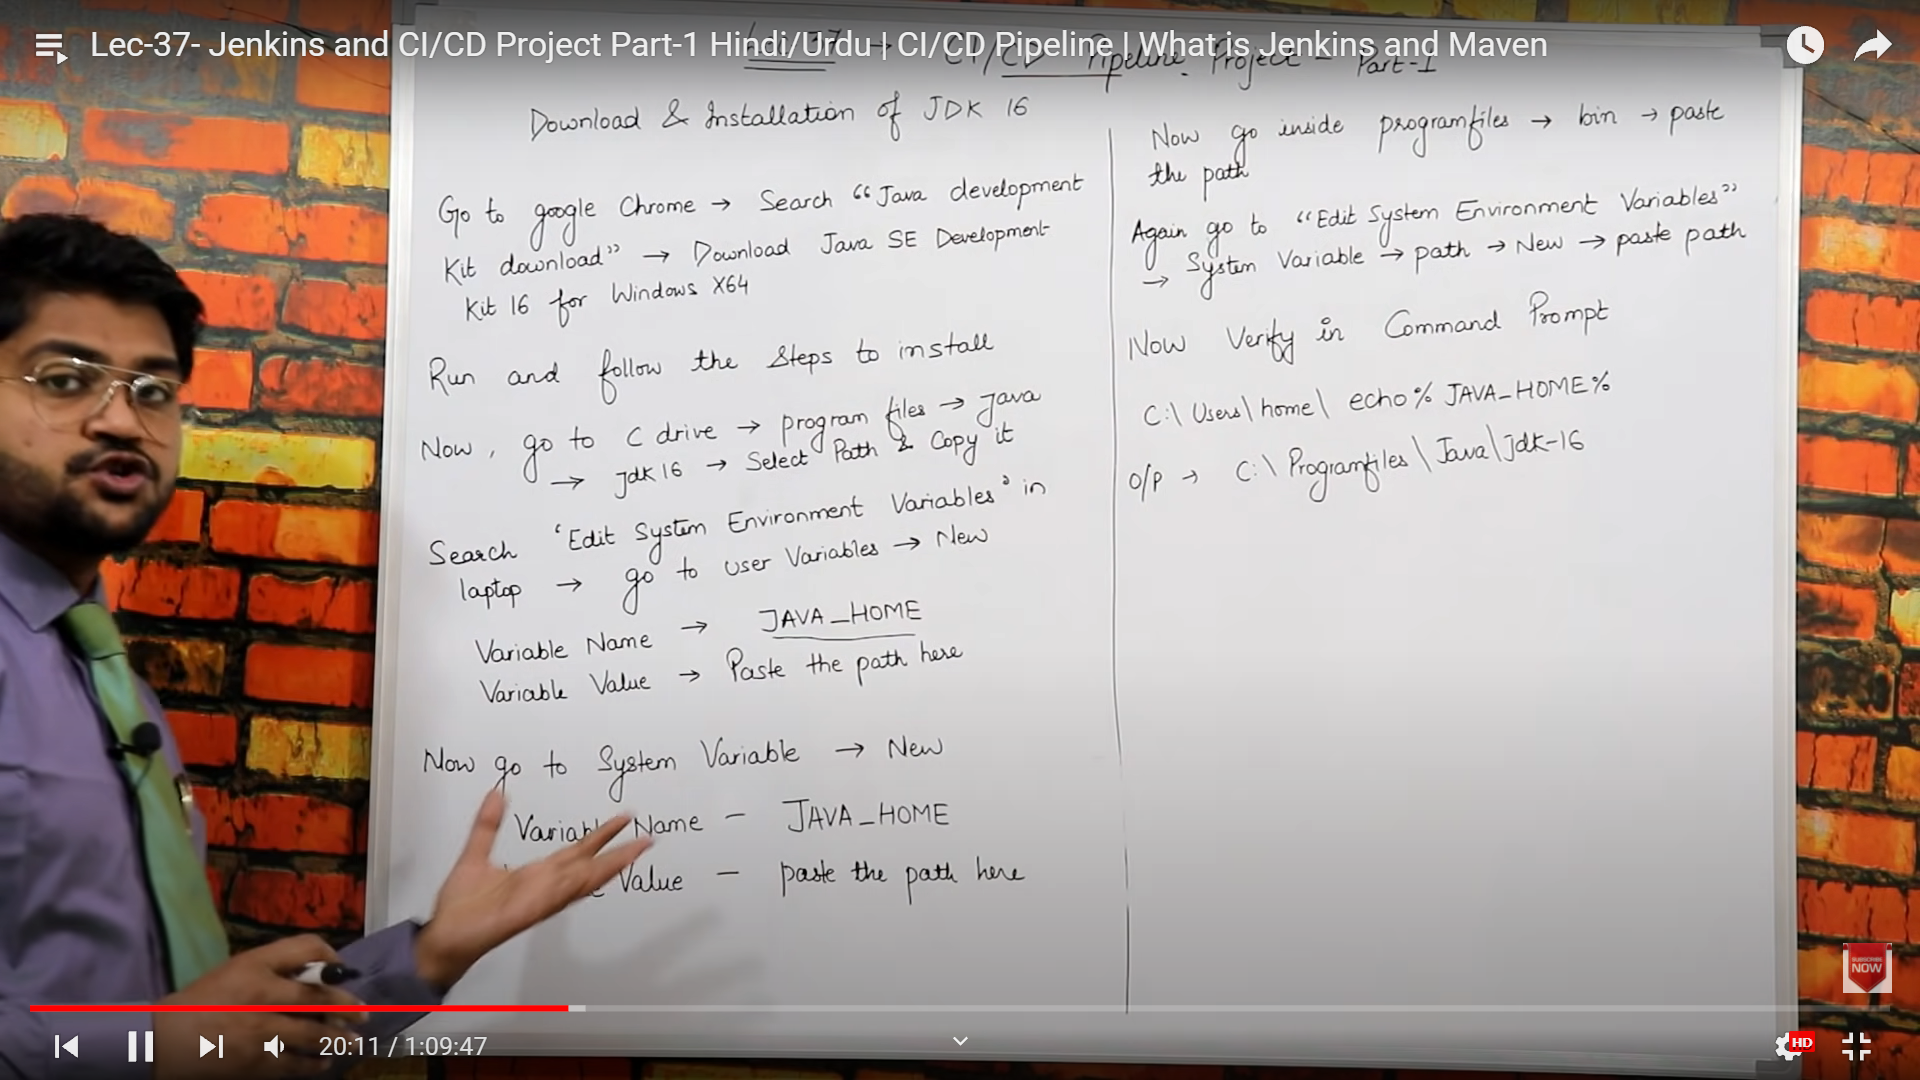 Lec-37- Jenkins and CI/CD Project Part-1 Hindi/Urdu | CI/CD Pipeline | What is Jenkins and Maven
CI/CD Pipeline Project - Part-1
Download & Installation of JDK 16
Go to google Chrome → Search “Java development
Kit download” → Download Java SE Development
Kit 16 for Windows X64
Run and follow the Steps to install
Now, go to C drive → program files → Java
→ jdk 16 → Select Path & Copy it
Search ‘Edit System Environment Variables’ in
laptop → go to user Variables → New
Variable Name → JAVA_HOME
Variable Value → Paste the path here
Now go to System Variable → New
Variable Name - JAVA_HOME
Value - paste the path here
Now go inside programfiles → bin → paste
the path
Again go to “Edit System Environment Variables”
→ System Variable → path → New → paste path
Now Verify in Command Prompt
C:\Users\home\ echo% JAVA_HOME%
O/P → C:\Programfiles\Java\jdk-16
SUBSCRIBE
NOW
20:11 / 1:09:47
HD